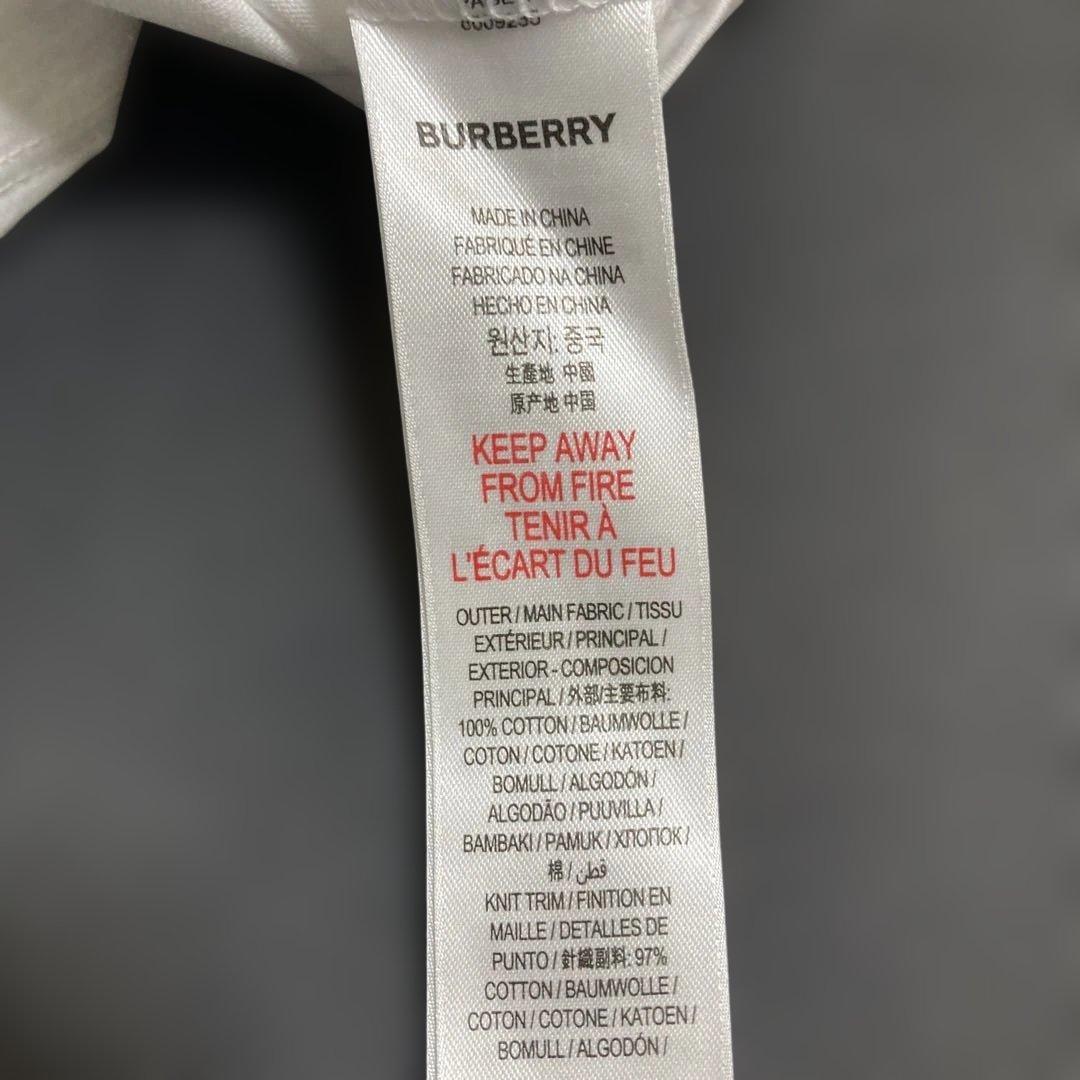 8009235
BURBERRY
MADE IN CHINA
FABRIQUÉ EN CHINE
FABRICADO NA CHINA
HECHO EN CHINA
원산지: 중국
生產地 中國
原产地 中国
KEEP AWAY
FROM FIRE
TENIR À
L'ÉCART DU FEU
OUTER / MAIN FABRIC / TISSU
EXTÉRIEUR / PRINCIPAL /
EXTERIOR - COMPOSICION
PRINCIPAL / 外部/主要布料:
100% COTTON / BAUMWOLLE /
COTON / COTONE / KATOEN /
BOMULL / ALGODÓN /
ALGODÃO / PUUVILLA /
BAMBAKI / PAMUK / ХПОПОК /
棉 / قطن
KNIT TRIM / FINITION EN
MAILLE / DETALLES DE
PUNTO / 針織副料: 97%
COTTON / BAUMWOLLE /
COTON / COTONE / KATOEN /
BOMULL / ALGODÓN /